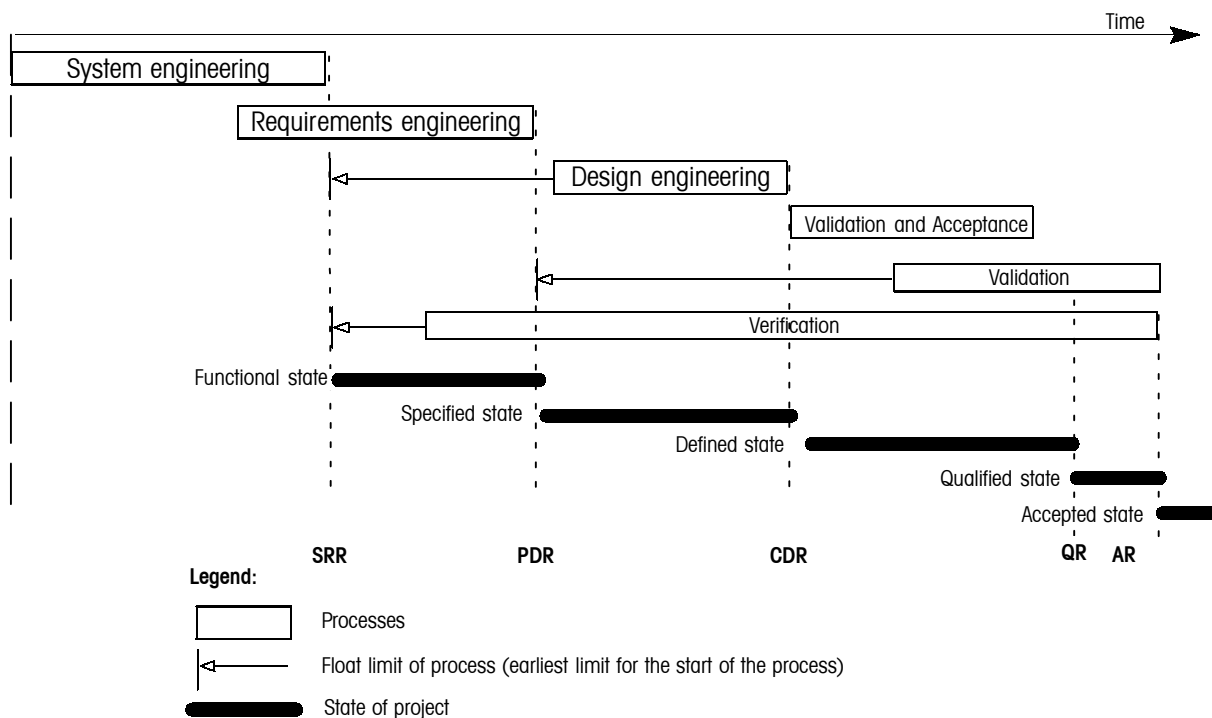 Time
System engineering
Requirements engineering
Design engineering
Validation and Acceptance
Validation
Verification
Functional state
Specified state
Defined state
Qualified state
Accepted state
SRR PDR CDR QR AR
Legend:
Processes
Float limit of process (earliest limit for the start of the process)
State of project